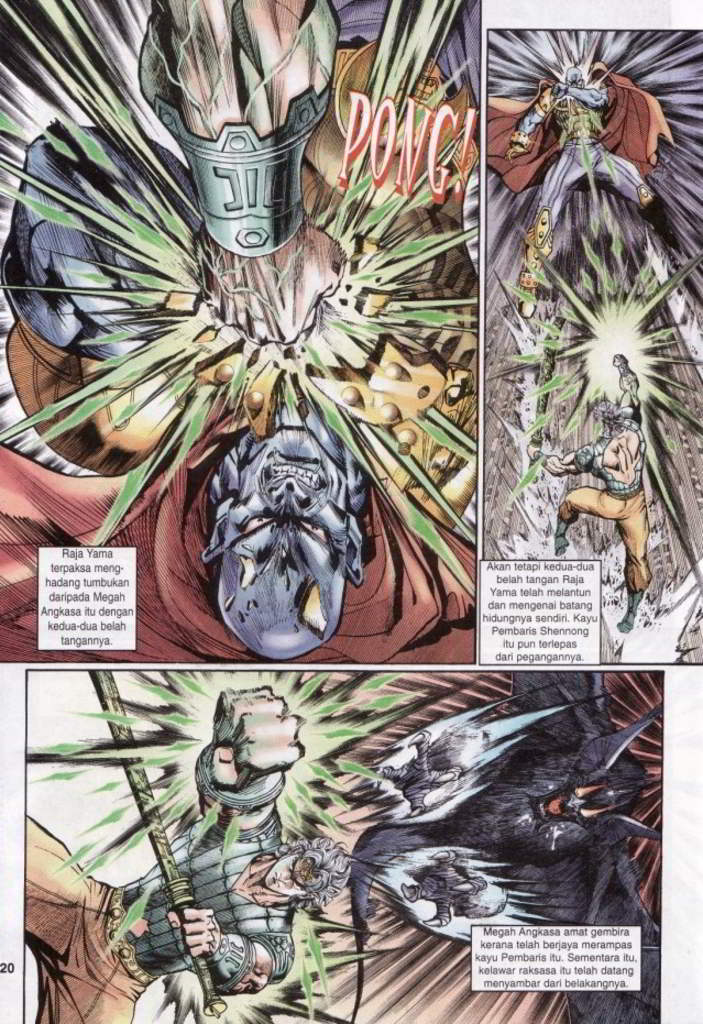 PONG!
Raja Yama
terpaksa meng-
hadang tumbukan
daripada Megah
Angkasa itu dengan
kedua-dua belah
tangannya.
Akan tetapi kedua-dua
belah tangan Raja
Yama telah melantun
dan mengenai batang
hidungnya sendiri. Kayu
Pembaris Shennong
itu pun terlepas
dari pegangannya.
Megah Angkasa amat gembira
kerana telah berjaya merampas
kayu Pembaris itu. Sementara itu,
kelawar raksasa itu telah datang
menyambar dari belakangnya.
20